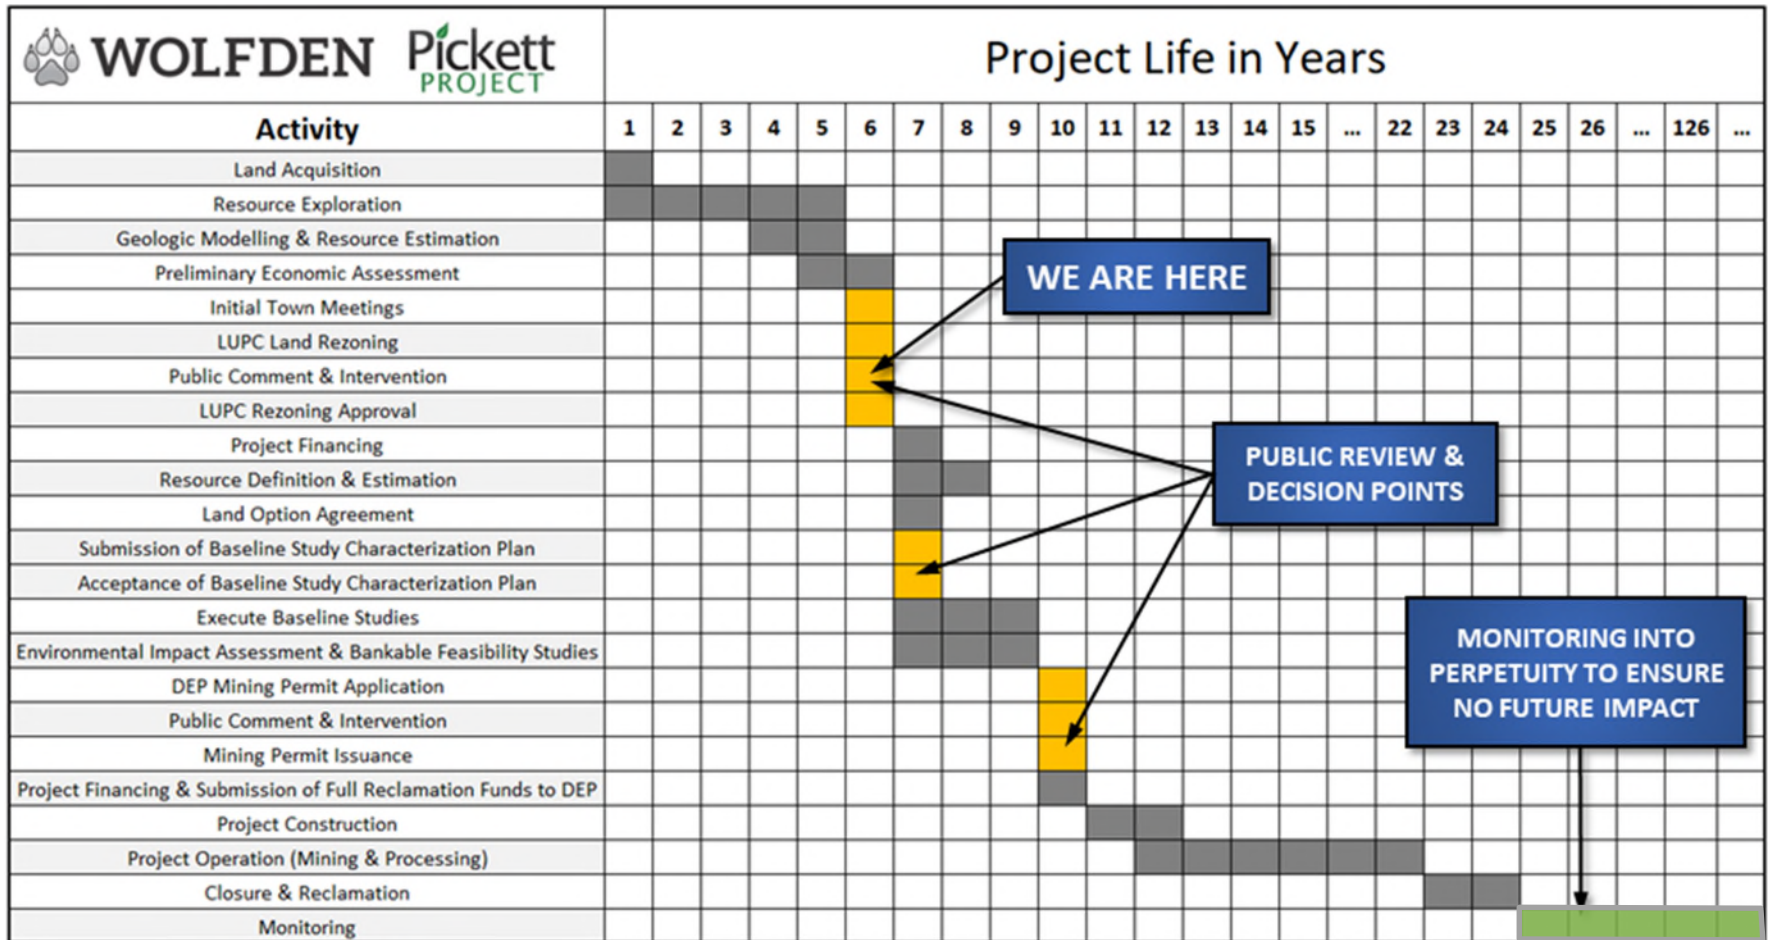 WOLFDEN Pickett PROJECT
Project Life in Years
Activity 1 2 3 4 5 6 7 8 9 10 11 12 13 14 15 ... 22 23 24 25 26 ... 126 ...
Land Acquisition
Resource Exploration
Geologic Modelling & Resource Estimation
Preliminary Economic Assessment
WE ARE HERE
Initial Town Meetings
LUPC Land Rezoning
Public Comment & Intervention
LUPC Rezoning Approval
Project Financing
PUBLIC REVIEW &
DECISION POINTS
Resource Definition & Estimation
Land Option Agreement
Submission of Baseline Study Characterization Plan
Acceptance of Baseline Study Characterization Plan
Execute Baseline Studies
Environmental Impact Assessment & Bankable Feasibility Studies
MONITORING INTO
PERPETUITY TO ENSURE
NO FUTURE IMPACT
DEP Mining Permit Application
Public Comment & Intervention
Mining Permit Issuance
Project Financing & Submission of Full Reclamation Funds to DEP
Project Construction
Project Operation (Mining & Processing)
Closure & Reclamation
Monitoring